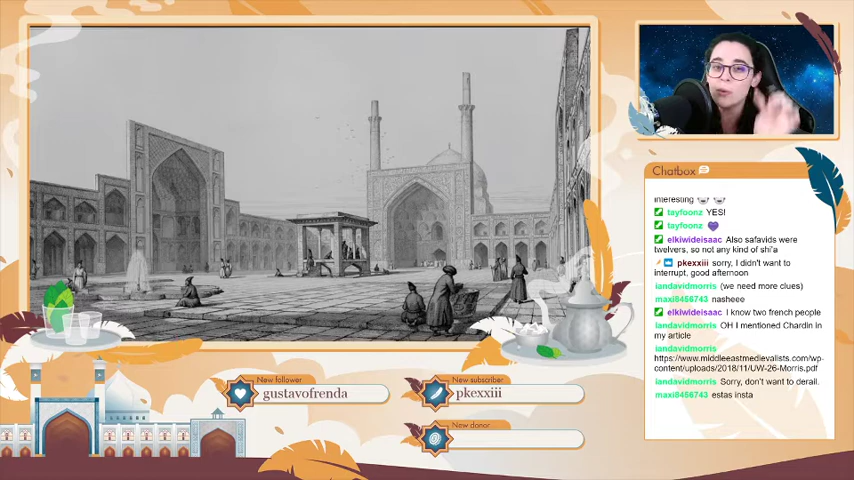 Chatbox
interesting
tayfoonz YES!
tayfoonz
elkiwideisaac Also safavids were
twelvers, so not any kind of shi'a
pkexxiii sorry, I didn't want to
interrupt, good afternoon
iandavidmorris (we need more clues)
maxi8456743 nasheee
elkiwideisaac I know two french people
iandavidmorris OH I mentioned Chardin in
my article
iandavidmorris
https://www.middleeastmedievalists.com/wp-
content/uploads/2018/11/UW-26-Morris.pdf
iandavidmorris Sorry, don't want to derail.
maxi8456743 estas insta
New follower
gustavofrenda
New subscriber
pkexxiii
New donor